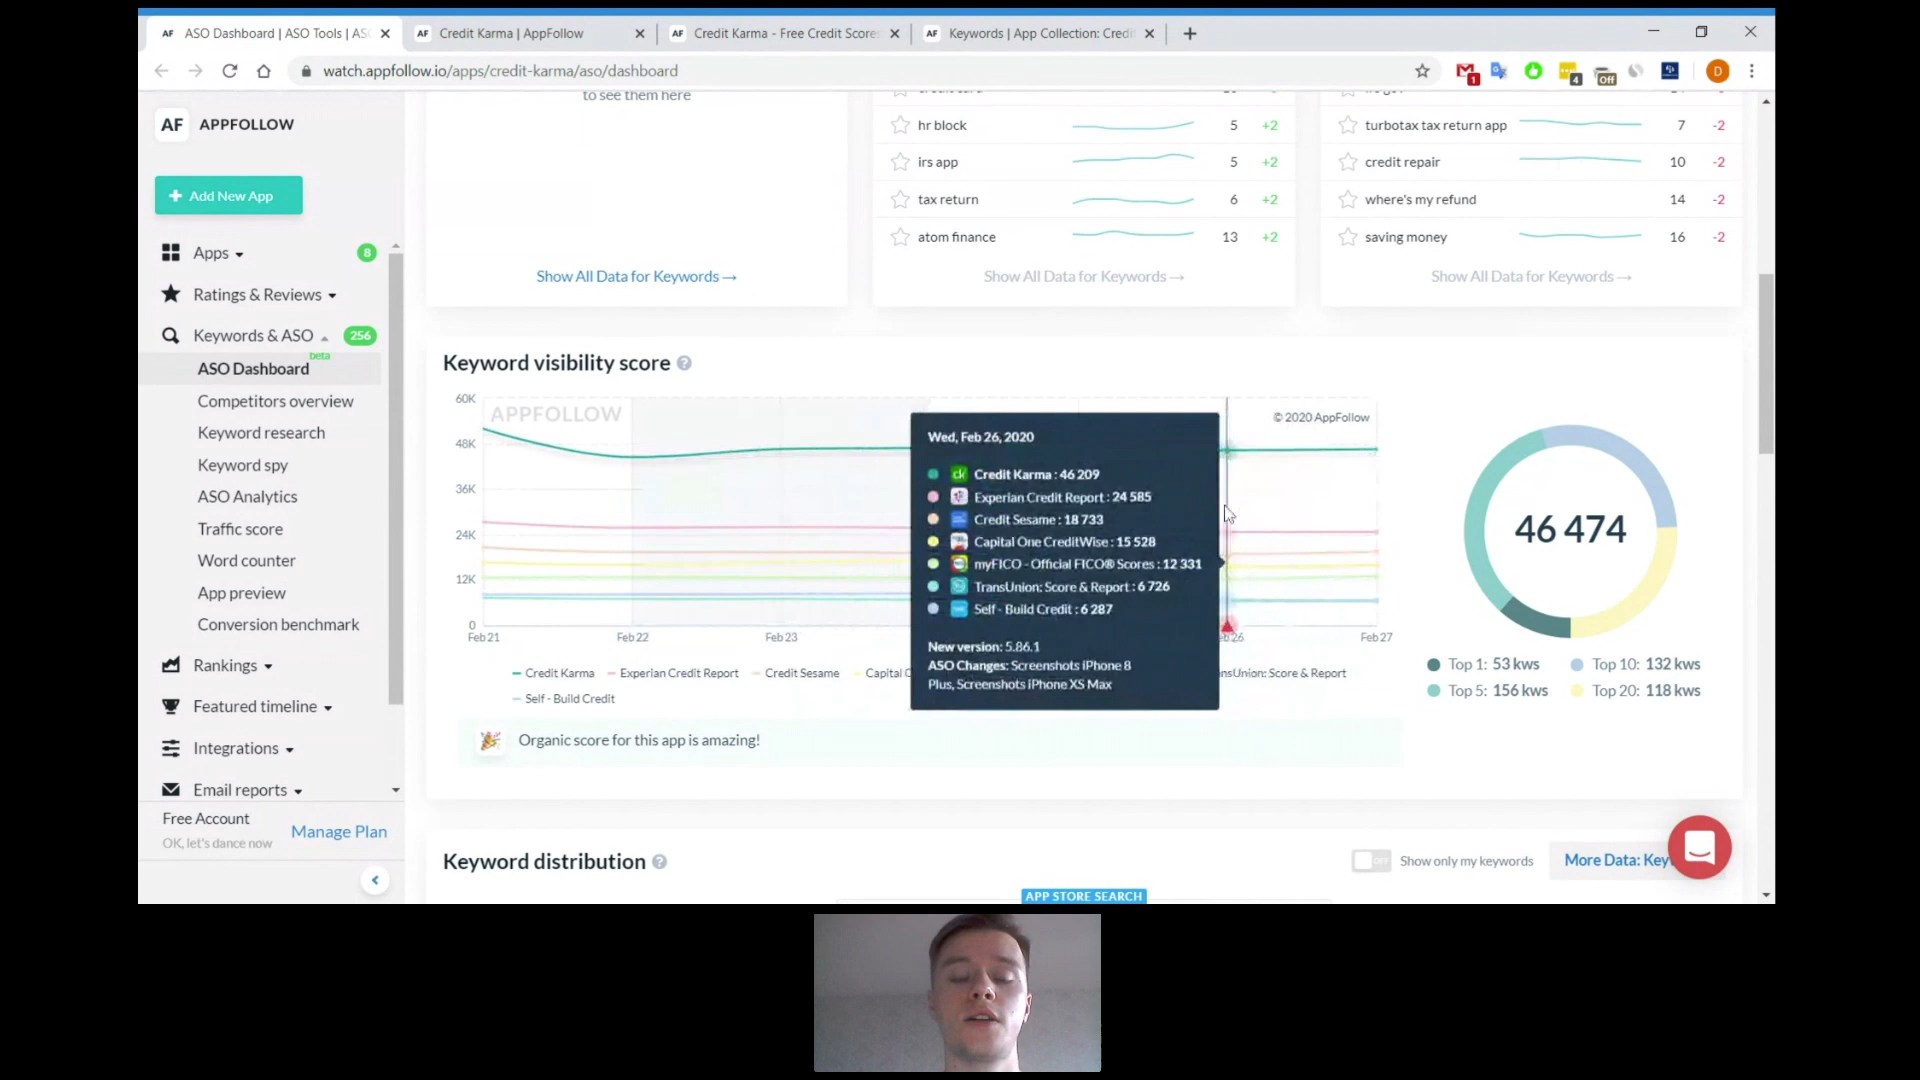 ASO Dashboard | ASO Tools | AS
Credit Karma | AppFollow
Credit Karma - Free Credit Score
Keywords | App Collection: Credi
watch.appfollow.io/apps/credit-karma/aso/dashboard
1
4
Off
D
AF APPFOLLOW
+ Add New App
Apps 8
Ratings & Reviews
Keywords & ASO 256
beta
ASO Dashboard
Competitors overview
Keyword research
Keyword spy
ASO Analytics
Traffic score
Word counter
App preview
Conversion benchmark
Rankings
Featured timeline
Integrations
Email reports
Free Account
OK, let's dance now
Manage Plan
to see them here
Show All Data for Keywords →
hr block 5 +2
irs app 5 +2
tax return 6 +2
atom finance 13 +2
Show All Data for Keywords →
turbotax tax return app 7 -2
credit repair 10 -2
where's my refund 14 -2
saving money 16 -2
Show All Data for Keywords →
Keyword visibility score ?
60K
48K
36K
24K
12K
0
APPFOLLOW
© 2020 AppFollow
Feb 21 Feb 22 Feb 23 Feb 27
Wed, Feb 26, 2020
Credit Karma : 46 209
Experian Credit Report : 24 585
Credit Sesame : 18 733
Capital One CreditWise : 15 528
myFICO - Official FICO® Scores : 12 331
TransUnion: Score & Report : 6 726
Self - Build Credit : 6 287
New version: 5.86.1
ASO Changes: Screenshots iPhone 8
Plus, Screenshots iPhone XS Max
Credit Karma Experian Credit Report Credit Sesame Capital C nsUnion: Score & Report
Self - Build Credit
Organic score for this app is amazing!
46 474
Top 1: 53 kws Top 10: 132 kws
Top 5: 156 kws Top 20: 118 kws
Keyword distribution ?
OFF Show only my keywords
More Data: Key
APP STORE SEARCH